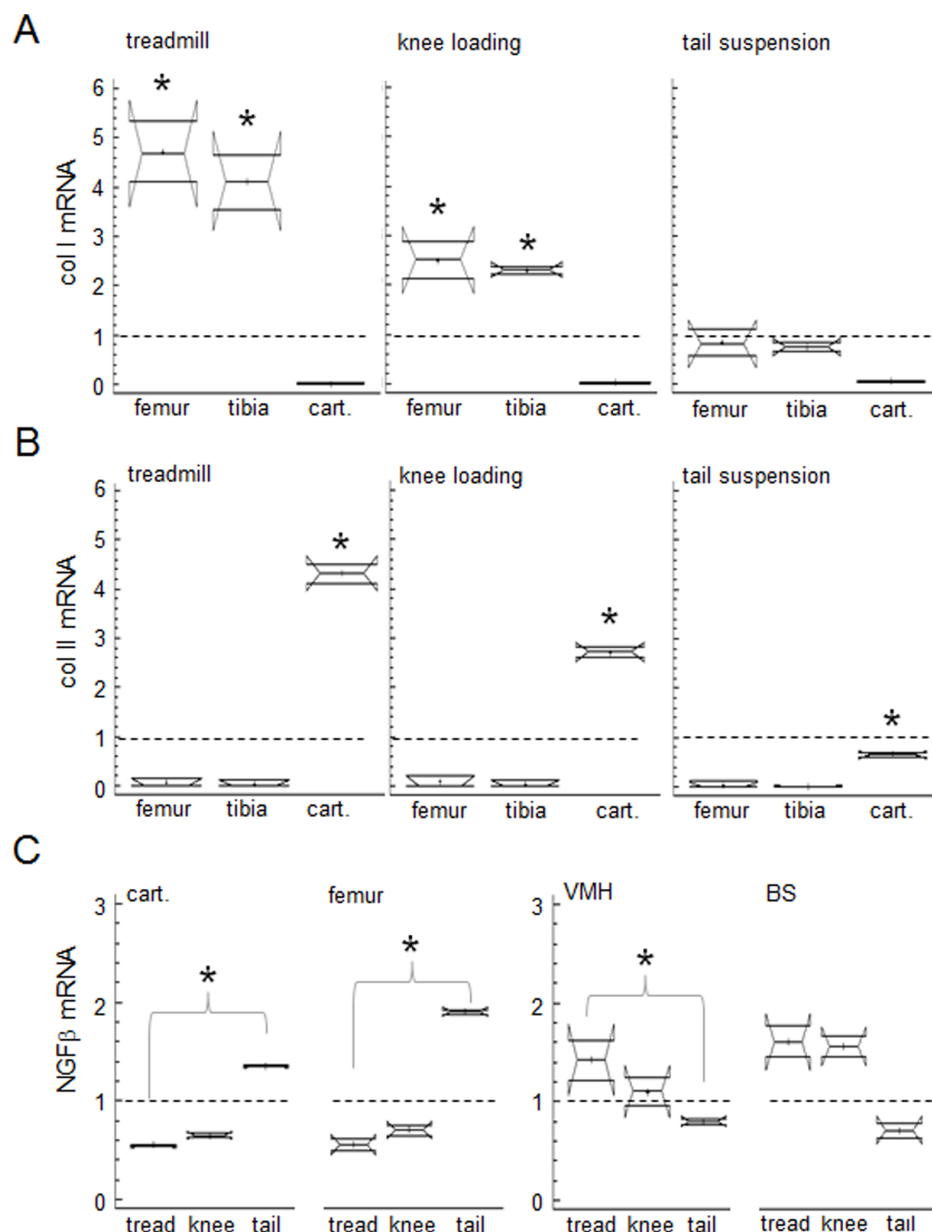 A
treadmill
knee loading
tail suspension
col I mRNA
6
5
4
3
2
1
0
*
*
*
*
femur tibia cart.
femur tibia cart.
femur tibia cart.
B
treadmill
knee loading
tail suspension
col II mRNA
6
5
4
3
2
1
0
*
*
*
femur tibia cart.
femur tibia cart.
femur tibia cart.
C
cart.
femur
VMH
BS
NGFβ mRNA
3
2
1
0
3
2
1
0
*
*
*
tread knee tail
tread knee tail
tread knee tail
tread knee tail